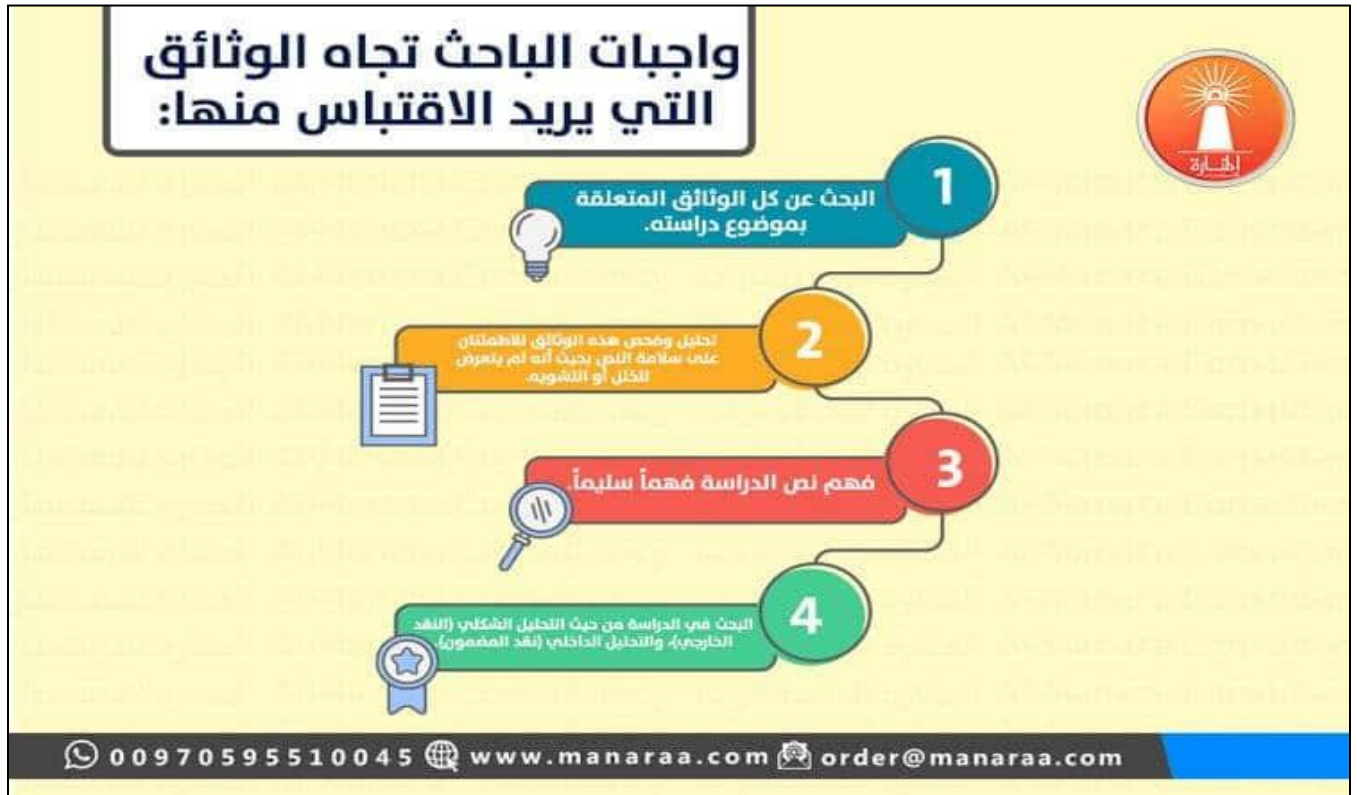 واجبات الباحث تجاه الوثائق
التي يريد الاقتباس منها:
المنارة
1
البحث عن كل الوثائق المتعلقة
بموضوع دراسته.
2
تحليل وفحص هذه الوثائق للاطمئنان
على سلامة النص بحيث أنه لم يتعرض
للخلل أو التشويه.
3
فهم نص الدراسة فهماً سليماً.
4
البحث في الدراسة من حيث التحليل الشكلي (النقد
الخارجي)، والتحليل الداخلي (نقد المضمون).
00970595510045 www.manaraa.com order@manaraa.com